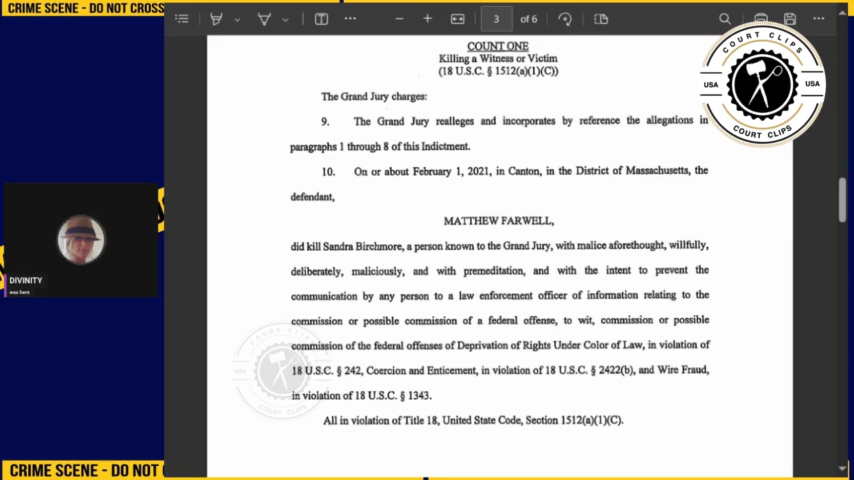 CRIME SCENE - DO NOT CROSS
3 of 6
COURT CLIPS
USA USA
COURT CLIPS
COUNT ONE
Killing a Witness or Victim
(18 U.S.C. § 1512(a)(1)(C))
The Grand Jury charges:
9. The Grand Jury realleges and incorporates by reference the allegations in
paragraphs 1 through 8 of this Indictment.
10. On or about February 1, 2021, in Canton, in the District of Massachusetts, the
defendant,
MATTHEW FARWELL,
did kill Sandra Birchmore, a person known to the Grand Jury, with malice aforethought, willfully,
deliberately, maliciously, and with premeditation, and with the intent to prevent the
communication by any person to a law enforcement officer of information relating to the
commission or possible commission of a federal offense, to wit, commission or possible
commission of the federal offenses of Deprivation of Rights Under Color of Law, in violation of
18 U.S.C. § 242, Coercion and Enticement, in violation of 18 U.S.C. § 2422(b), and Wire Fraud,
in violation of 18 U.S.C. § 1343.
All in violation of Title 18, United State Code, Section 1512(a)(1)(C).
DIVINITY
was here
COURT CLIPS
USA
COURT CLIPS
CRIME SCENE - DO NOT